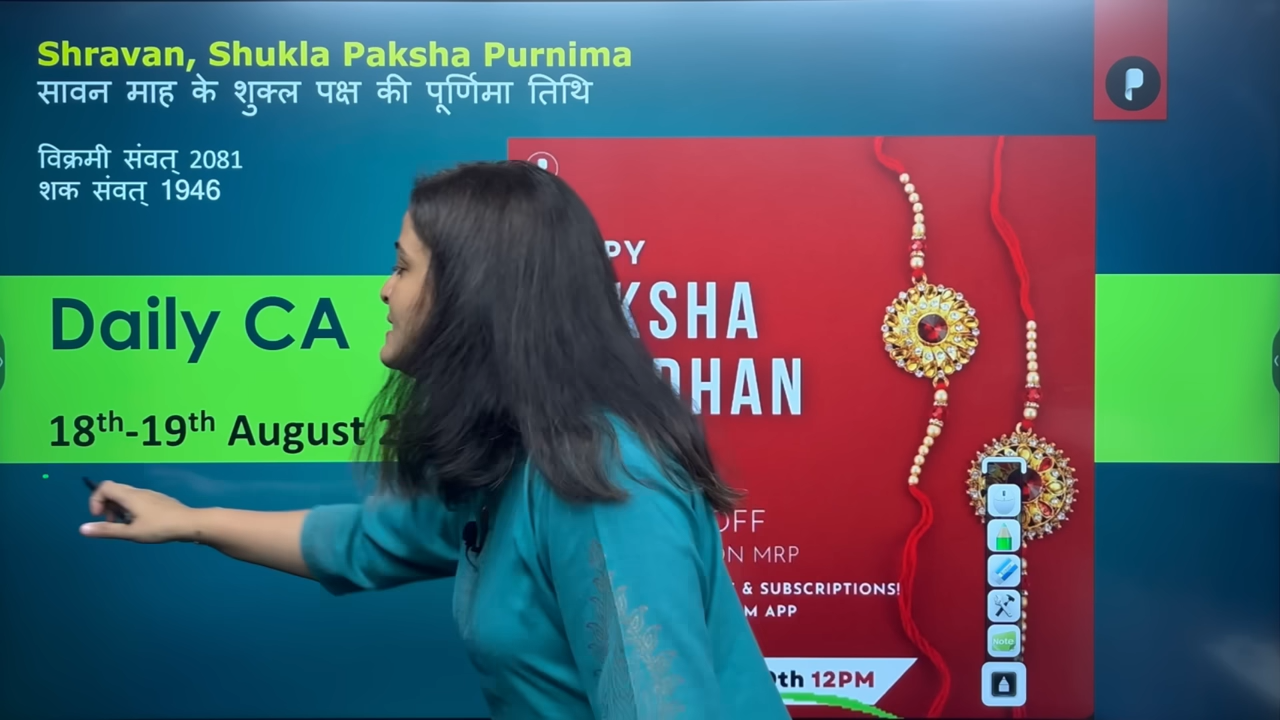 Shravan, Shukla Paksha Purnima
सावन माह के शुक्ल पक्ष की पूर्णिमा तिथि
विक्रमी संवत् 2081
शक संवत् 1946
Daily CA
18th-19th August
PY
KSHA
DHAN
OFF
ON MRP
& SUBSCRIPTIONS!
M APP
0th 12PM
Note